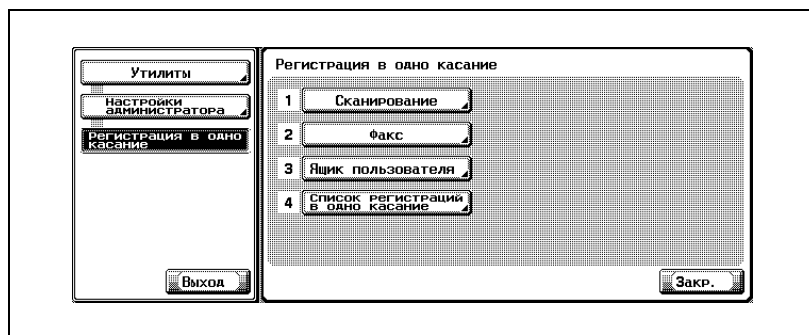 Утилиты
Настройки
администратора
Регистрация в одно
касание
Выход
Регистрация в одно касание
1 Сканирование
2 Факс
3 Ящик пользователя
4 Список регистраций
в одно касание
Закр.